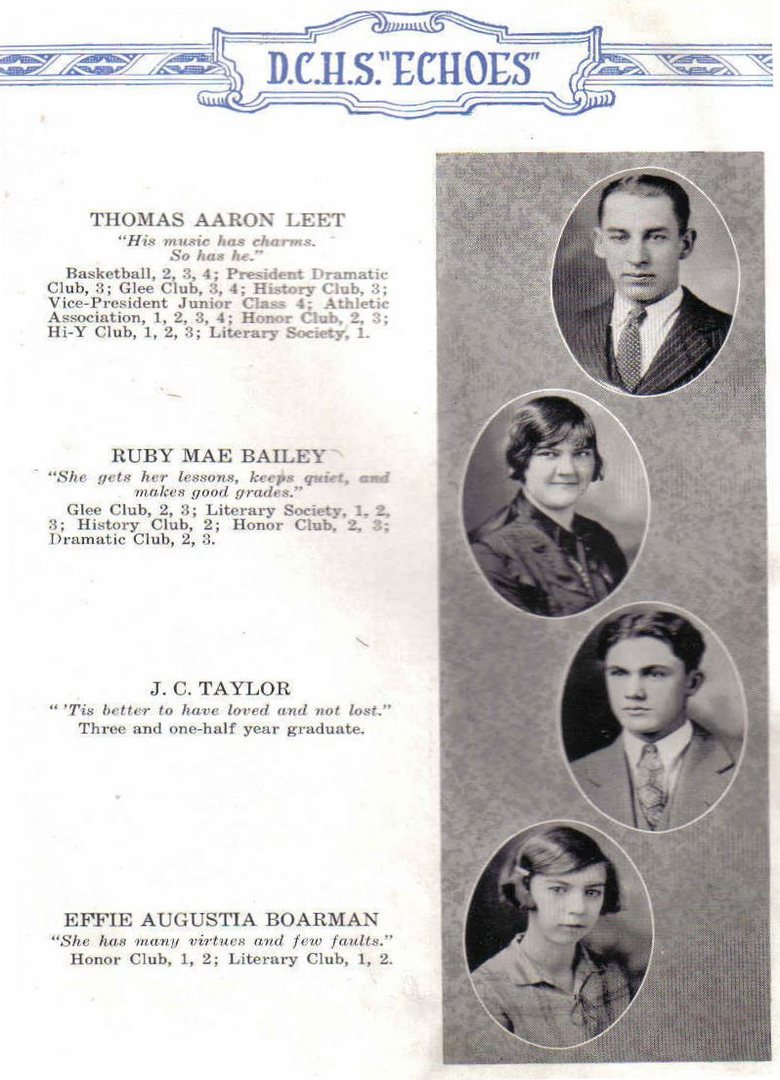 D.C.H.S. "ECHOES"
THOMAS AARON LEET
"His music has charms.
So has he."
Basketball, 2, 3, 4; President Dramatic
Club, 3; Glee Club, 3, 4; History Club, 3;
Vice-President Junior Class 4; Athletic
Association, 1, 2, 3, 4; Honor Club, 2, 3;
Hi-Y Club, 1, 2, 3; Literary Society, 1.
RUBY MAE BAILEY
"She gets her lessons, keeps quiet, and
makes good grades."
Glee Club, 2, 3; Literary Society, 1, 2,
3; History Club, 2; Honor Club, 2, 3;
Dramatic Club, 2, 3.
J. C. TAYLOR
" 'Tis better to have loved and not lost."
Three and one-half year graduate.
EFFIE AUGUSTIA BOARMAN
"She has many virtues and few faults."
Honor Club, 1, 2; Literary Club, 1, 2.